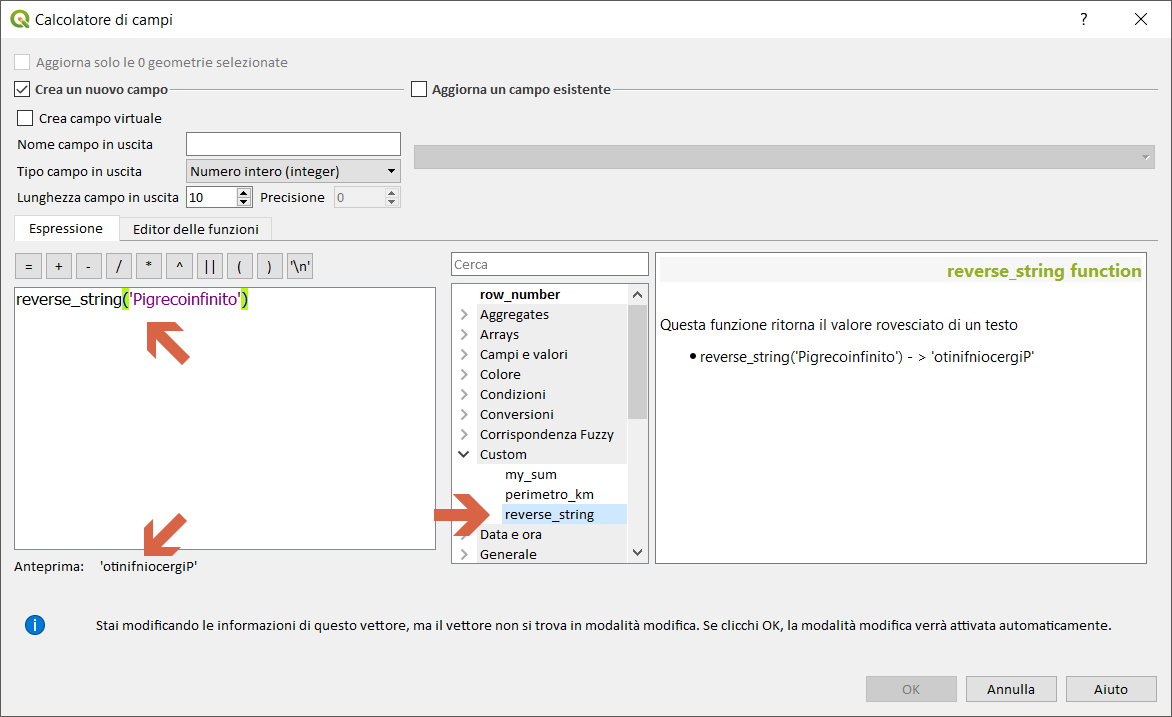 Calcolatore di campi
?
Aggiorna solo le 0 geometrie selezionate
Crea un nuovo campo
Aggiorna un campo esistente
Crea campo virtuale
Nome campo in uscita
Tipo campo in uscita Numero intero (integer)
Lunghezza campo in uscita 10 Precisione 0
Espressione Editor delle funzioni
= + - / * ^ || ( ) '\n'
reverse_string('Pigrecoinfinito')
Anteprima: 'otinifniocergiP'
Cerca
row_number
Aggregates
Arrays
Campi e valori
Colore
Condizioni
Conversioni
Corrispondenza Fuzzy
Custom
my_sum
perimetro_km
reverse_string
Data e ora
Generale
reverse_string function
Questa funzione ritorna il valore rovesciato di un testo
● reverse_string('Pigrecoinfinito') - > 'otinifniocergiP'
Stai modificando le informazioni di questo vettore, ma il vettore non si trova in modalità modifica. Se clicchi OK, la modalità modifica verrà attivata automaticamente.
OK Annulla Aiuto